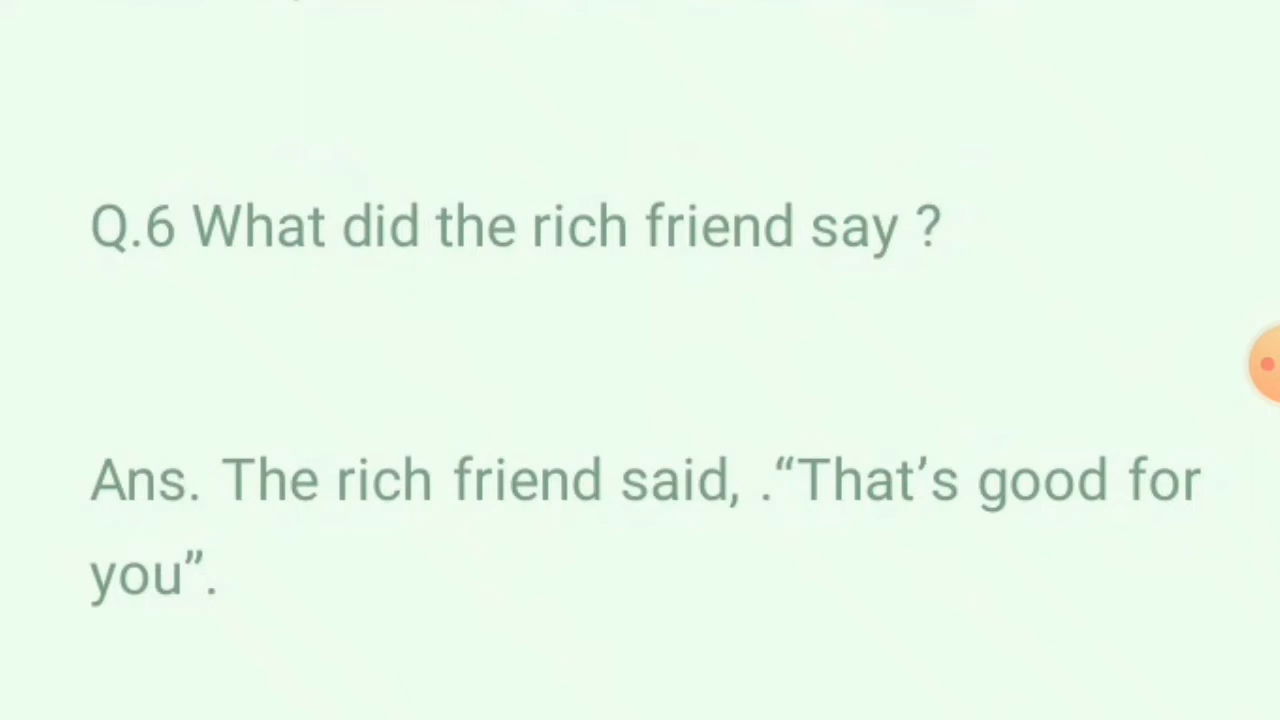 Q.6 What did the rich friend say ?
Ans. The rich friend said, .“That’s good for
you”.